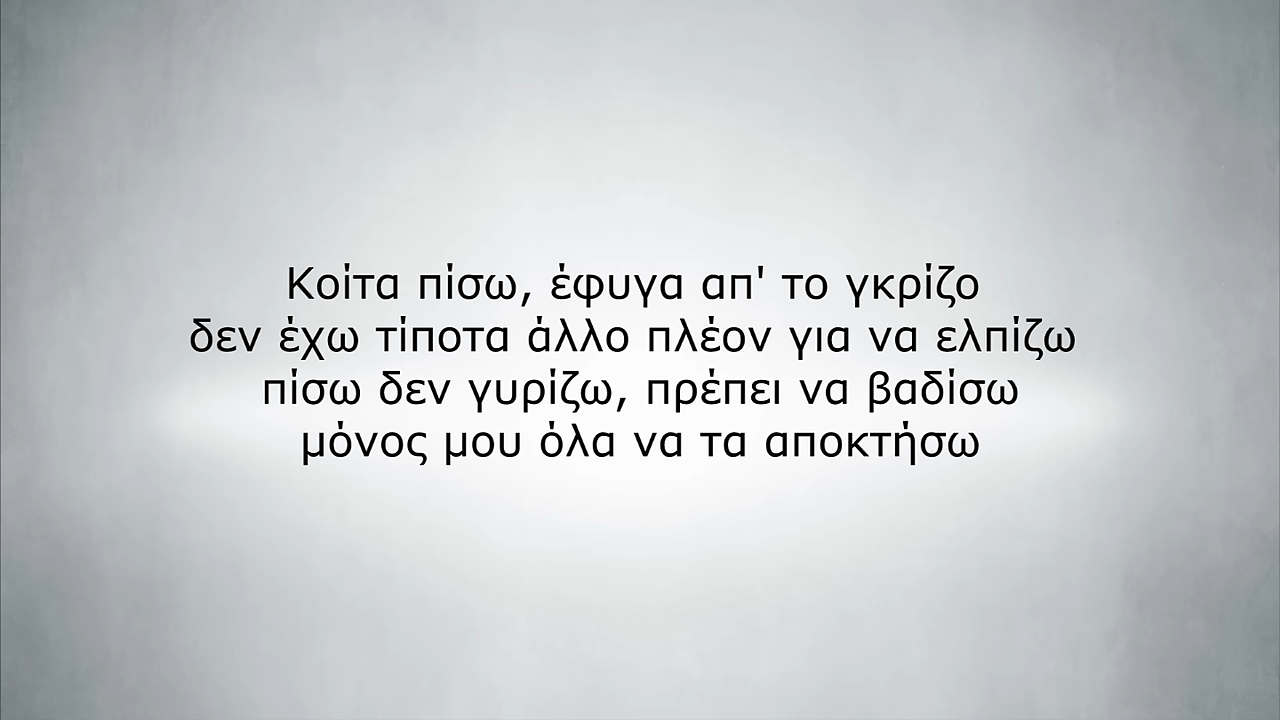 Κοίτα πίσω, έφυγα απ' το γκρίζο
δεν έχω τίποτα άλλο πλέον για να ελπίζω
πίσω δεν γυρίζω, πρέπει να βαδίσω
μόνος μου όλα να τα αποκτήσω